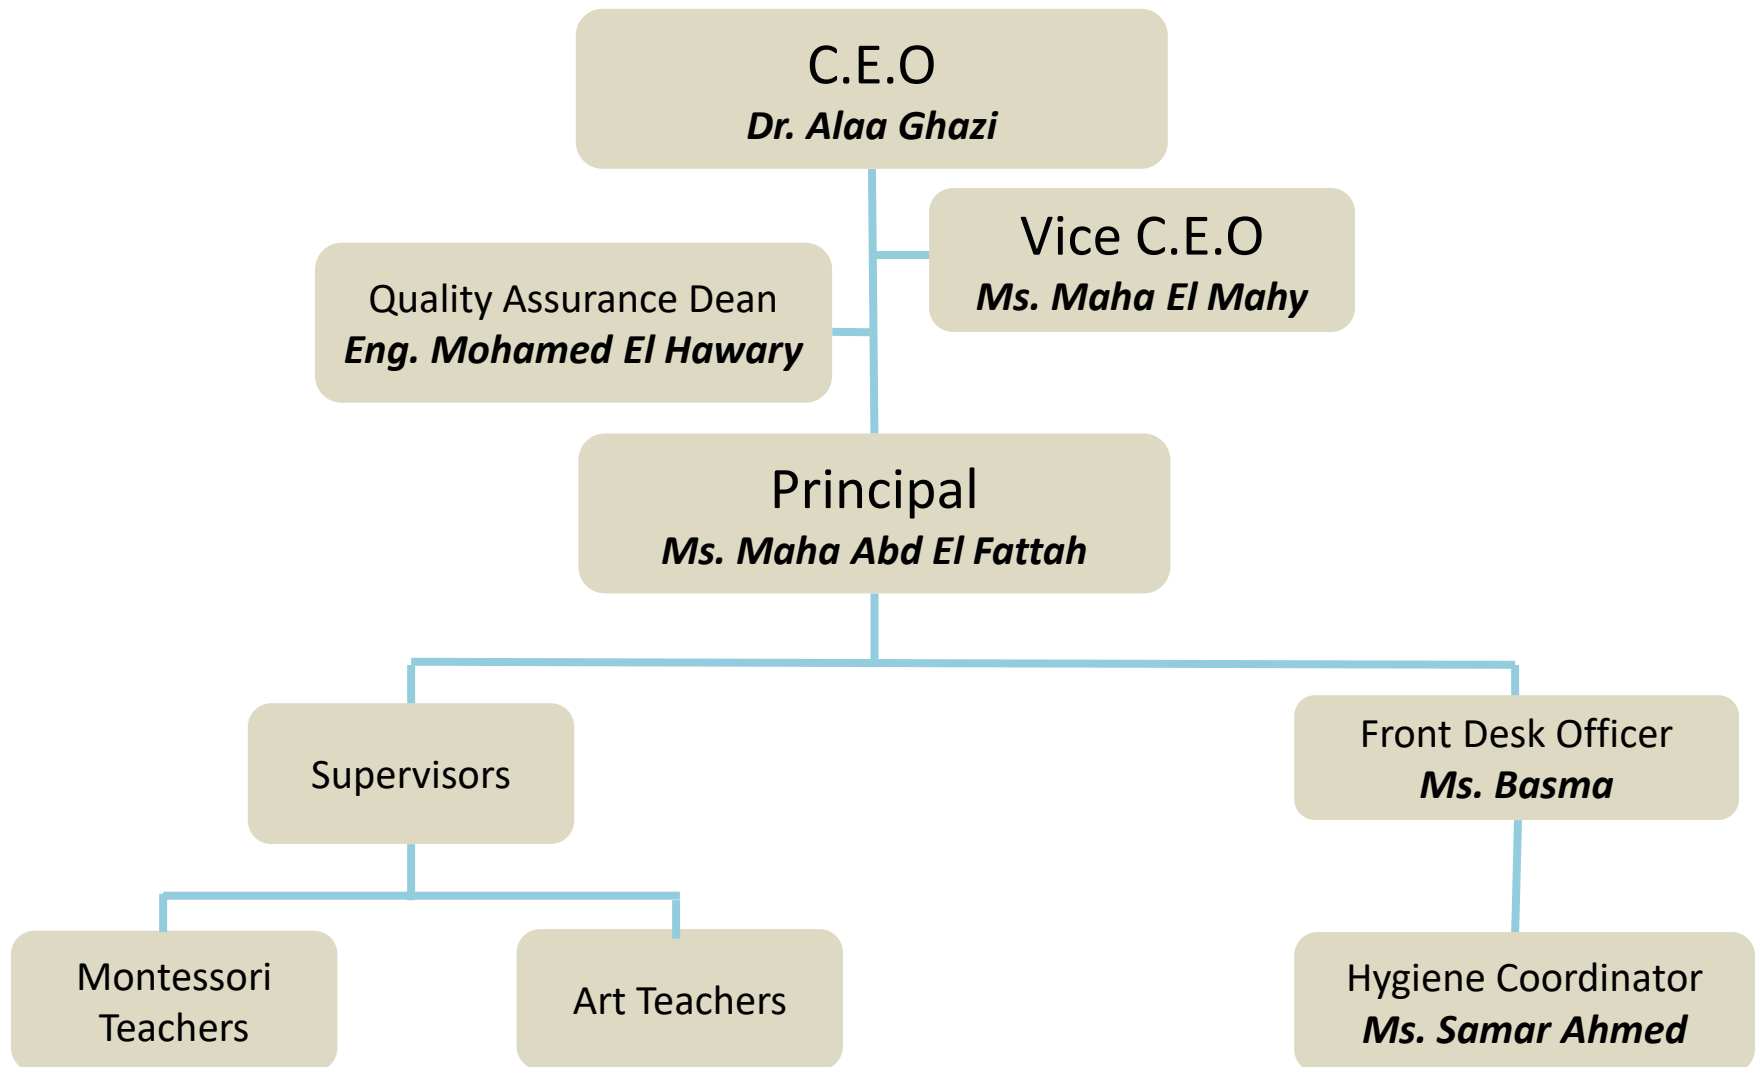 C.E.O
Dr. Alaa Ghazi
Vice C.E.O
Ms. Maha El Mahy
Quality Assurance Dean
Eng. Mohamed El Hawary
Principal
Ms. Maha Abd El Fattah
Supervisors
Front Desk Officer
Ms. Basma
Montessori
Teachers
Art Teachers
Hygiene Coordinator
Ms. Samar Ahmed